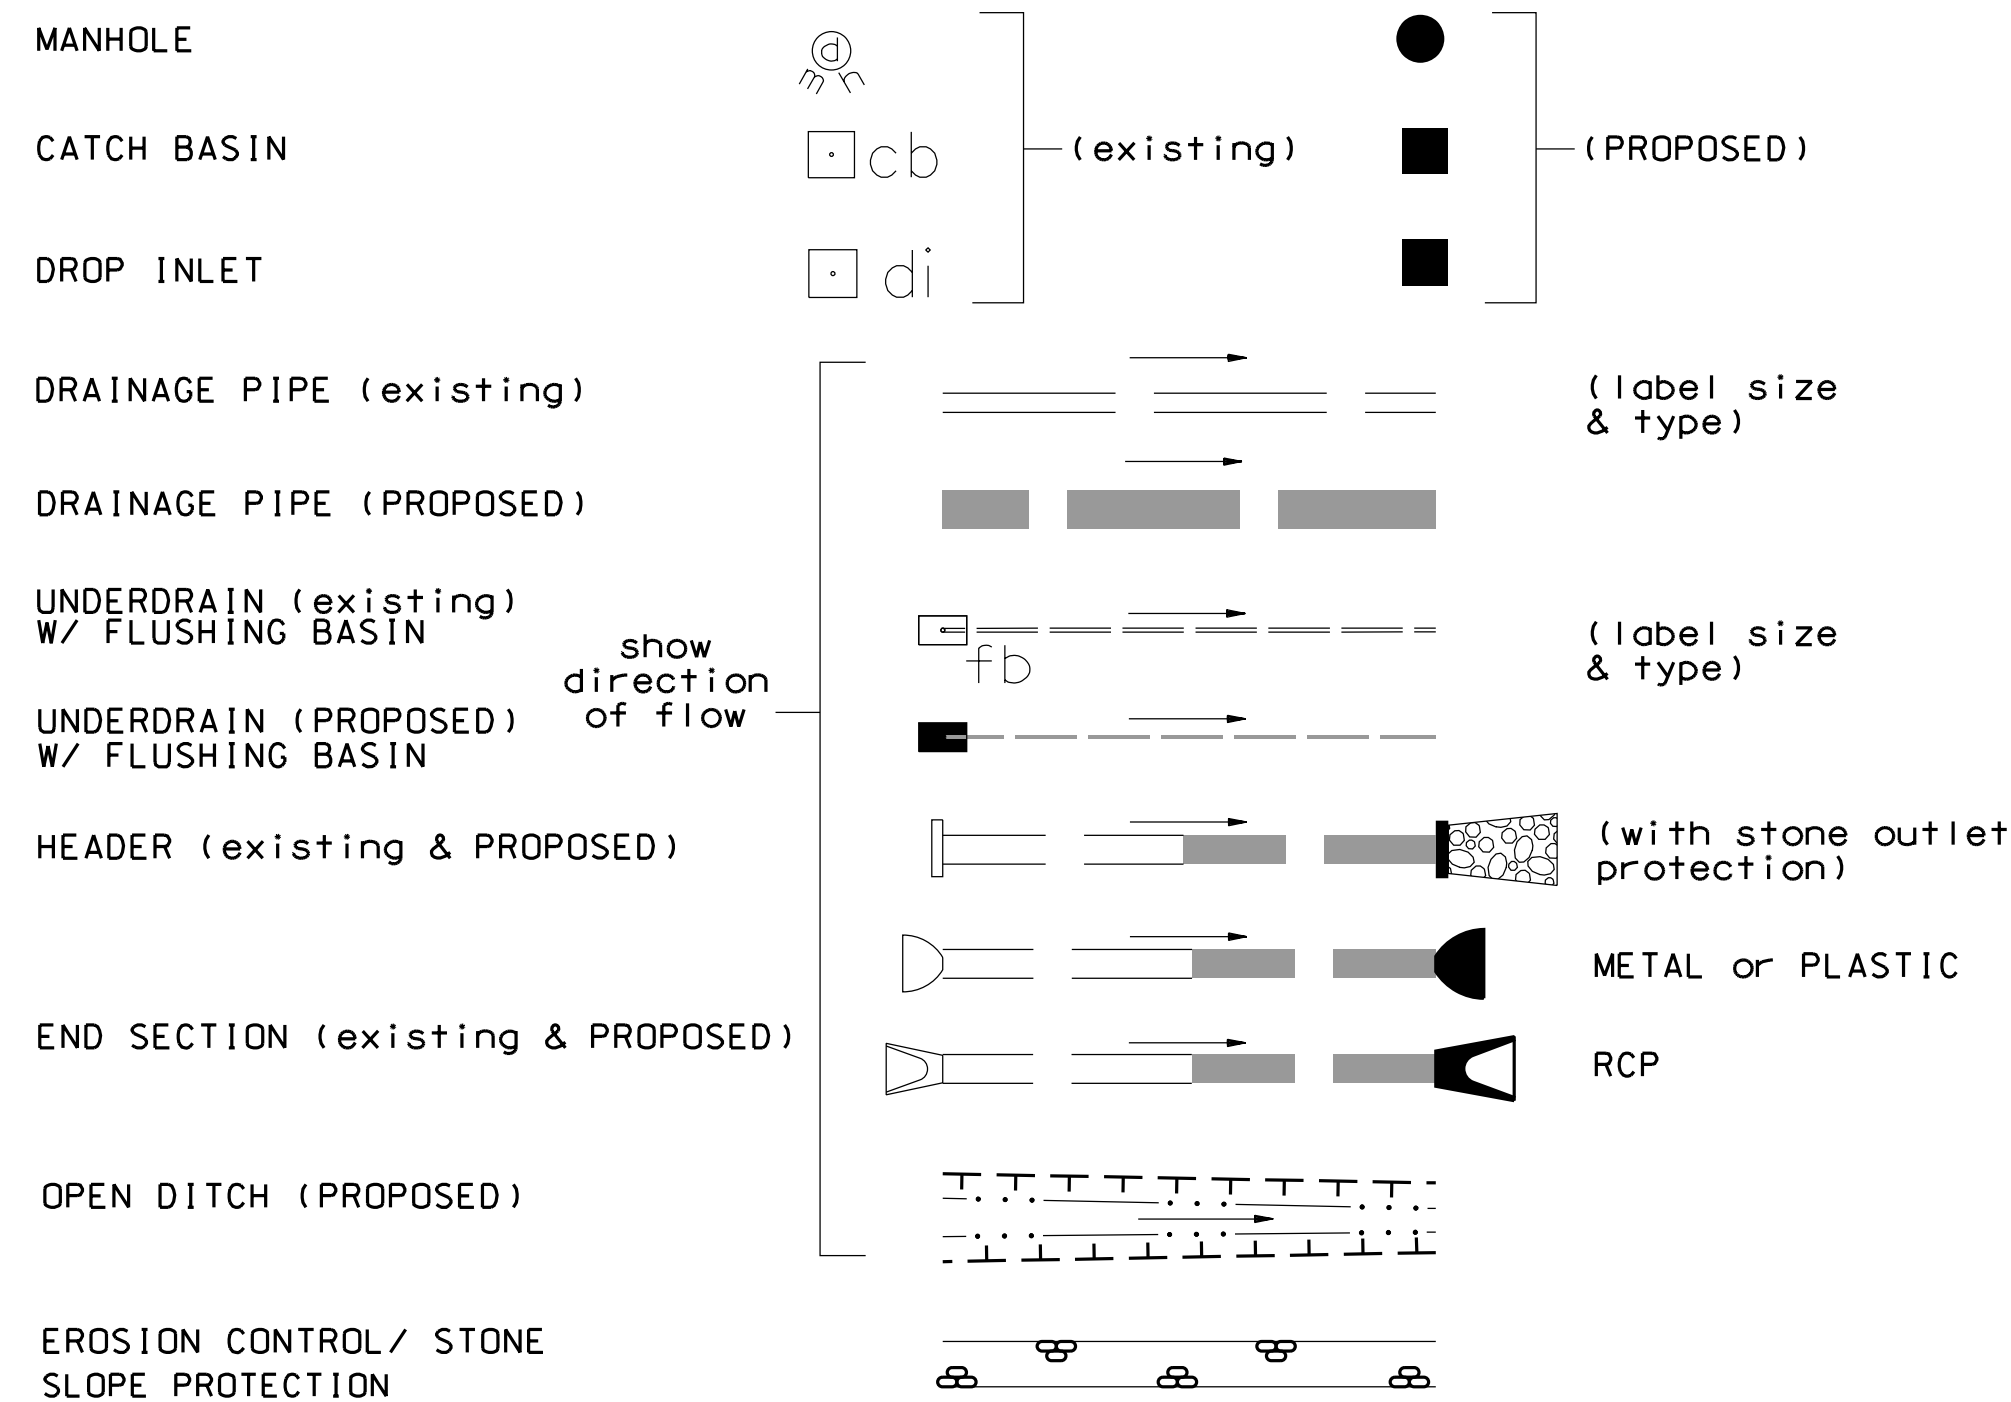 MANHOLE
d
mh
CATCH BASIN
cb
(existing)
(PROPOSED)
DROP INLET
di
DRAINAGE PIPE (existing)
(label size
& type)
DRAINAGE PIPE (PROPOSED)
UNDERDRAIN (existing)
W/ FLUSHING BASIN
fb
(label size
& type)
show
direction
of flow
UNDERDRAIN (PROPOSED)
W/ FLUSHING BASIN
HEADER (existing & PROPOSED)
(with stone outlet
protection)
METAL or PLASTIC
END SECTION (existing & PROPOSED)
RCP
OPEN DITCH (PROPOSED)
EROSION CONTROL/ STONE
SLOPE PROTECTION